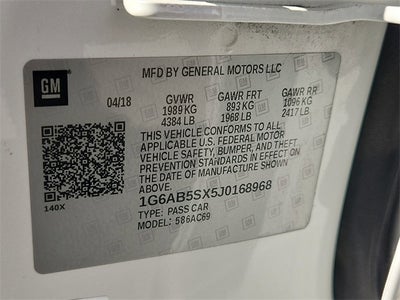 GM
MFD BY GENERAL MOTORS LLC
04/18 GVWR GAWR FRT GAWR RR
1989 KG 893 KG 1096 KG
4384 LB 1968 LB 2417 LB
THIS VEHICLE CONFORMS TO ALL APPLICABLE
U.S. FEDERAL MOTOR VEHICLE SAFETY, BUMPER, AND THEFT
PREVENTION STANDARDS IN EFFECT ON THE
DATE OF MANUFACTURE SHOWN ABOVE.
1G6AB5SX5J0168968
140X
TYPE: PASS CAR
MODEL: 586AC69